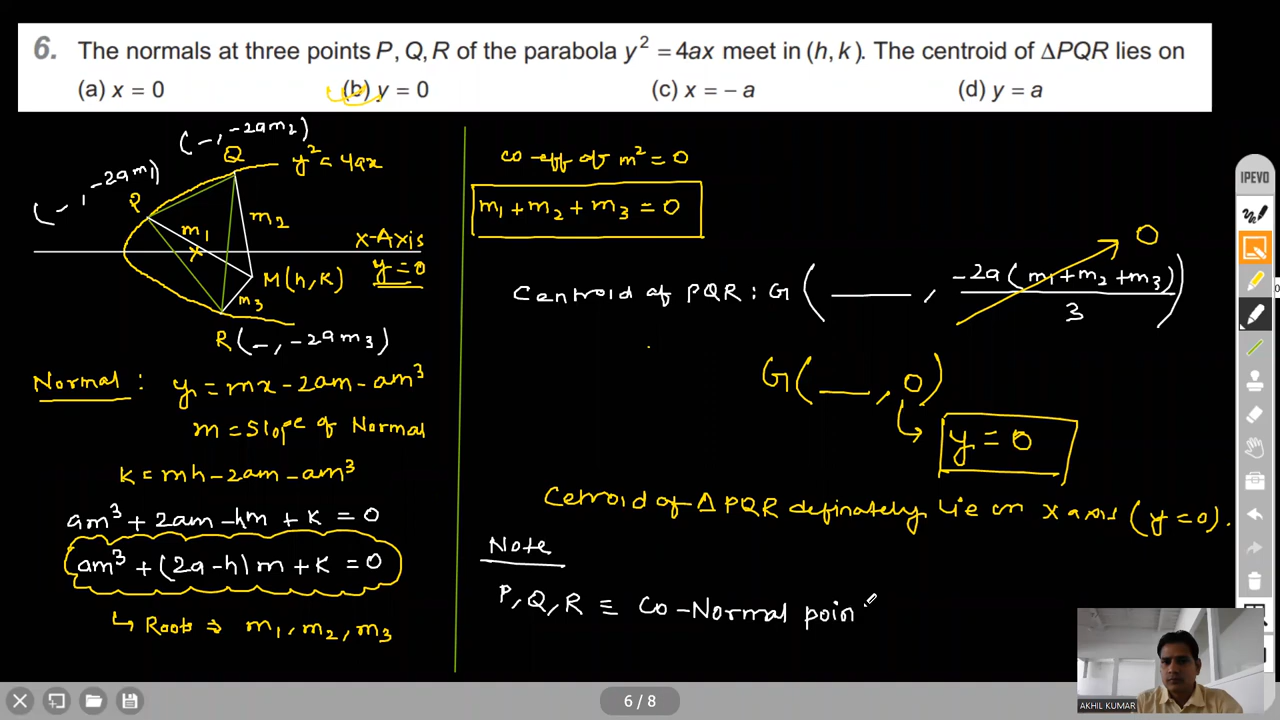 6. The normals at three points P, Q, R of the parabola y² = 4ax meet in (h, k). The centroid of ΔPQR lies on
(a) x = 0 (b) y = 0 (c) x = – a (d) y = a
(–, -2am₂)
Q y² = 4ax
(–, -2am₁)
P
m₁ m₂ x-Axis
y = 0
M(h, K)
m₃
R (–, -2am₃)
Normal : y = mx - 2am - am³
m = Slope of Normal
K = mh - 2am - am³
am³ + 2am - hm + K = 0
am³ + (2a - h) m + K = 0
↳ Roots ⇒ m₁, m₂, m₃
co-eff of m² = 0
m₁ + m₂ + m₃ = 0
0
Centroid of PQR : G ( ____ , -2a (m₁ + m₂ + m₃) / 3 )
G ( ____ , 0 )
↳ y = 0
Centroid of Δ PQR definately lie on x axis (y = 0).
Note
P, Q, R ≡ Co-Normal poin
IPEVO
6 / 8
AKHIL KUMAR